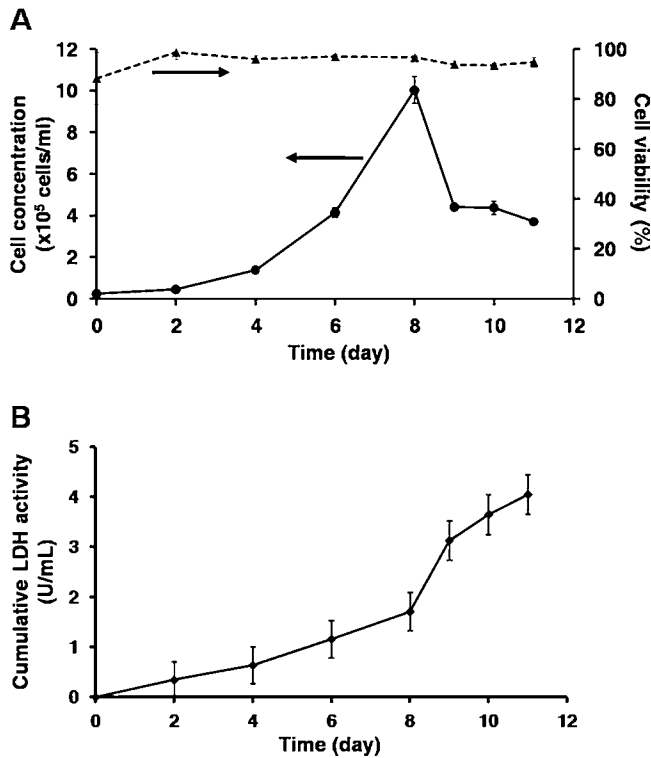 A
Cell concentration
(x10⁵ cells/ml)
12
10
8
6
4
2
0
100
80
60
40
20
0
Cell viability (%)
0 2 4 6 8 10 12
Time (day)
B
Cumulative LDH activity
(U/mL)
5
4
3
2
1
0
0 2 4 6 8 10 12
Time (day)